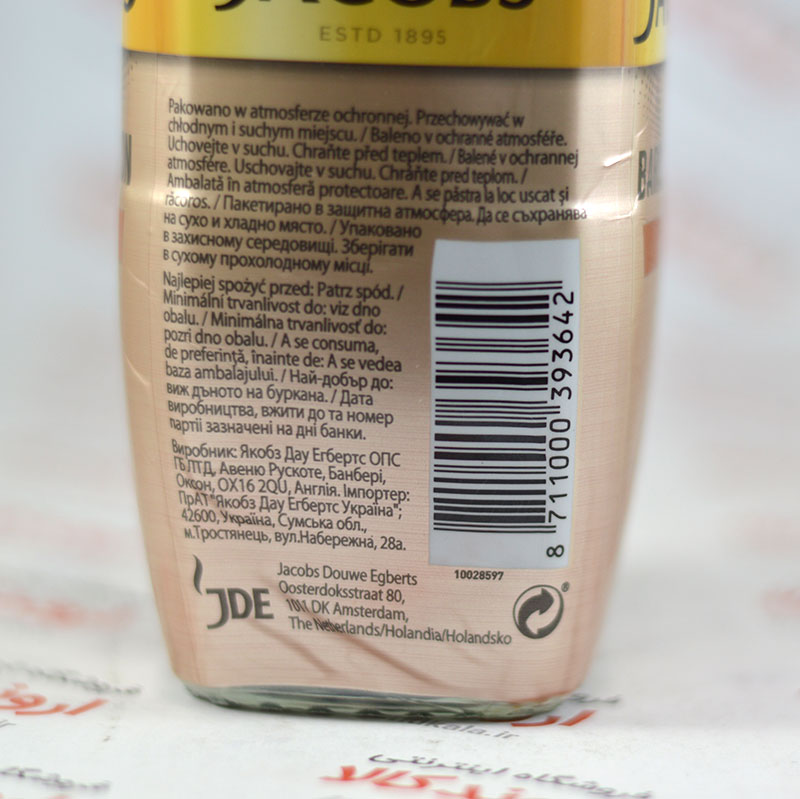 JACOBS
ESTD 1895
Pakowano w atmosferze ochronnej. Przechowywać w
chłodnym i suchym miejscu. / Baleno v ochranné atmosféře.
Uchovejte v suchu. Chraňte před teplem. / Balené v ochrannej
atmosfére. Uschovajte v suchu. Chráňte pred teplom. /
Ambalată în atmosferă protectoare. A se păstra la loc uscat și
răcoros. / Пакетирано в защитна атмосфера. Да се съхранява
на сухо и хладно място. / Упаковано
в захисному середовищі. Зберігати
в сухому прохолодному місці.
Najlepiej spożyć przed: Patrz spód. /
Minimální trvanlivost do: viz dno
obalu. / Minimálna trvanlivosť do:
pozri dno obalu. / A se consuma,
de preferinţă, înainte de: A se vedea
baza ambalajului. / Най-добър до:
виж дъното на буркана. / Дата
виробництва, вжити до та номер
партії зазначені на дні банки.
Виробник: Якобз Дау Егбертс ОПС
ГБ ЛТД, Авеню Рускоте, Банбері,
Оксон, OX16 2QU, Англія. Імпортер:
ПрАТ "Якобз Дау Егбертс Україна";
42600, Україна, Сумська обл.,
м.Тростянець, вул.Набережна, 28а.
8 711000 393642
10028597
JDE
Jacobs Douwe Egberts
Oosterdoksstraat 80,
1011 DK Amsterdam,
The Netherlands/Holandia/Holandsko
®
فروشگاه اینترنتی